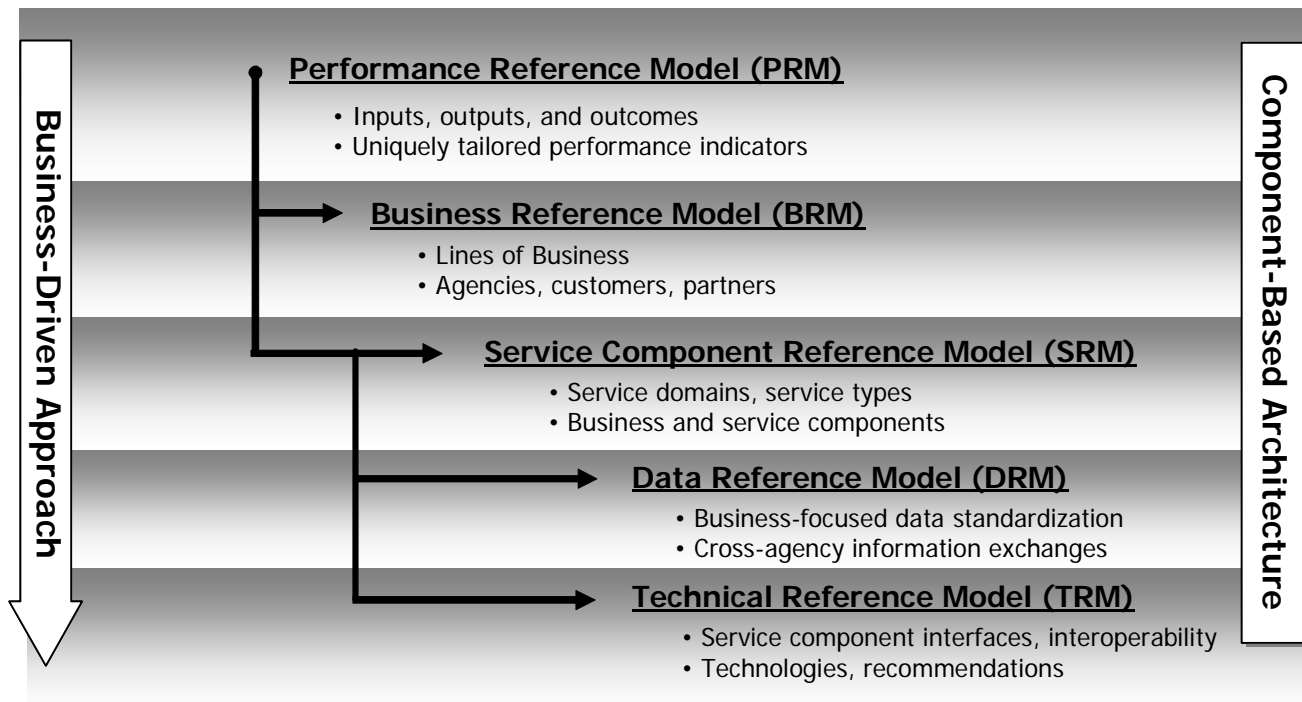 Business-Driven Approach
Performance Reference Model (PRM)
• Inputs, outputs, and outcomes
• Uniquely tailored performance indicators
Business Reference Model (BRM)
• Lines of Business
• Agencies, customers, partners
Service Component Reference Model (SRM)
• Service domains, service types
• Business and service components
Data Reference Model (DRM)
• Business-focused data standardization
• Cross-agency information exchanges
Technical Reference Model (TRM)
• Service component interfaces, interoperability
• Technologies, recommendations
Component-Based Architecture